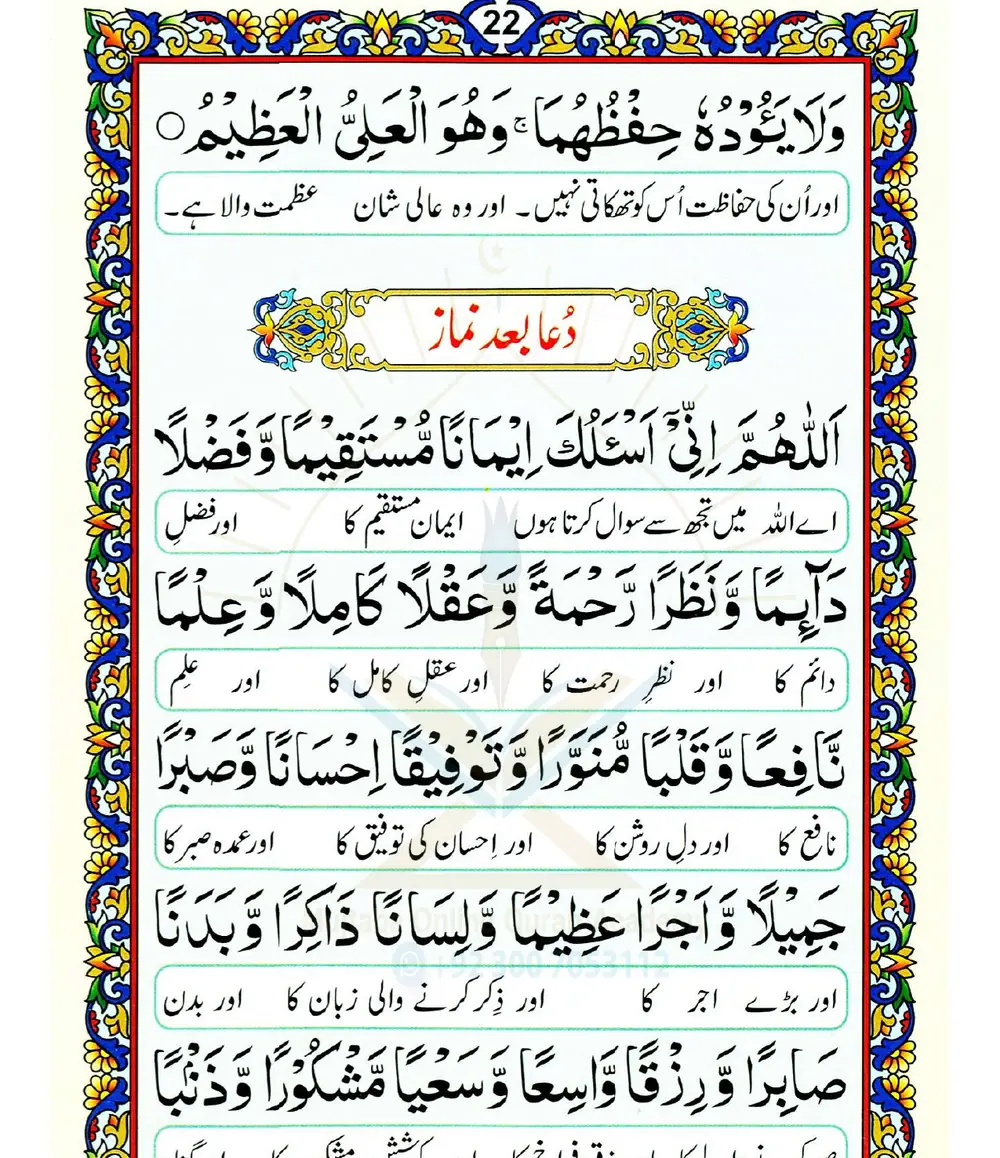 22
وَلَا يَـُٔوْدُهٗ حِفْظُهُمَا ۚ وَهُوَ الْعَلِيُّ الْعَظِيْمُ ○
اور اُن کی حفاظت اُس کو تھکاتی نہیں۔ اور وہ عالی شان عظمت والا ہے۔
دُعا بعد نماز
اَللّٰهُمَّ اِنِّیْۤ اَسْـَٔلُكَ اِیْمَانًا مُّسْتَقِیْمًا وَّفَضْلًا
اے اللہ میں تجھ سے سوال کرتا ہوں ایمان مستقیم کا اور فضلِ
دَآىِٕمًا وَّنَظَرًا رَّحْمَةً وَّعَقْلًا كَامِلًا وَّعِلْمًا
دائم کا اور نظرِ رحمت کا اور عقلِ کامل کا اور علِم
نَّافِعًا وَّقَلْبًا مُّنَوَّرًا وَّتَوْفِیْقًا اِحْسَانًا وَّصَبْرًا
نافع کا اور دلِ روشن کا اور اِحسان کی توفیق کا اور عمدہ صبر کا
جَمِیْلًا وَّاَجْرًا عَظِیْمًا وَّلِسَانًا ذَاكِرًا وَّبَدَنًا
اور بڑے اجر کا اور ذِکر کرنے والی زبان کا اور بدن
صَابِرًا وَّرِزْقًا وَّاسِعًا وَّسَعْیًا مَّشْكُوْرًا وَّذَنْۢبًا